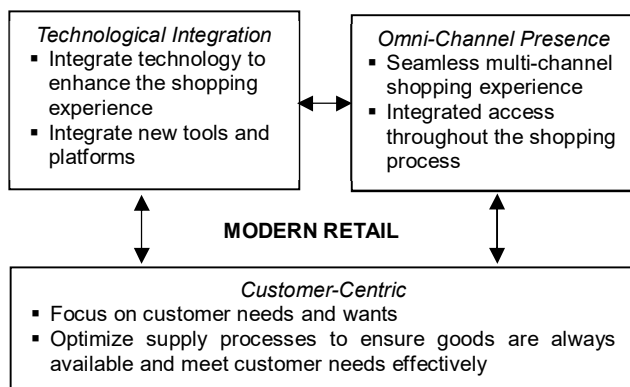 Technological Integration
▪ Integrate technology to
enhance the shopping
experience
▪ Integrate new tools and
platforms
Omni-Channel Presence
▪ Seamless multi-channel
shopping experience
▪ Integrated access
throughout the shopping
process
MODERN RETAIL
Customer-Centric
▪ Focus on customer needs and wants
▪ Optimize supply processes to ensure goods are always
available and meet customer needs effectively